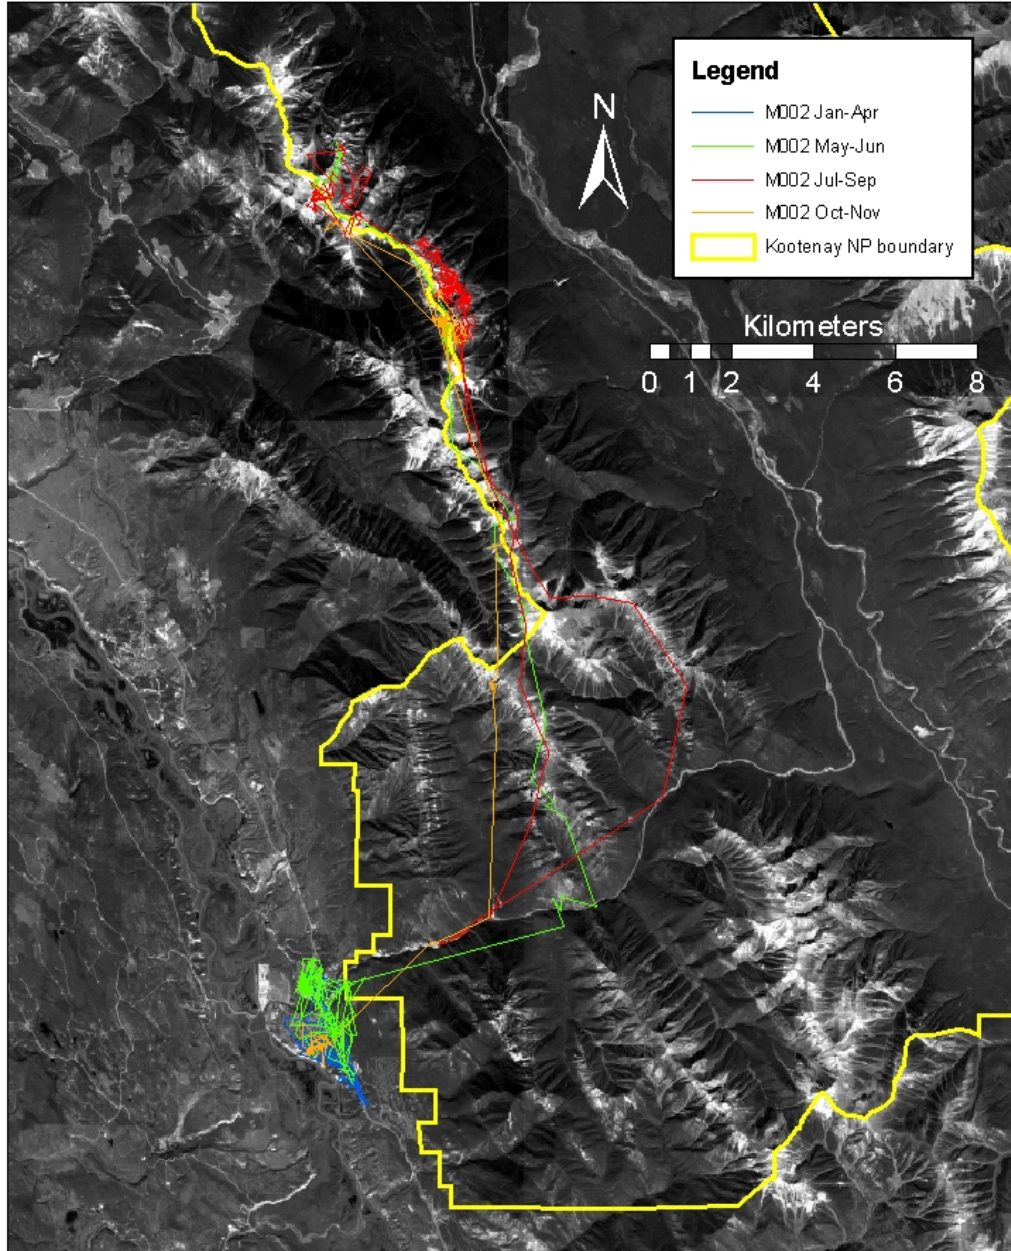 Legend
M002 Jan-Apr
M002 May-Jun
M002 Jul-Sep
M002 Oct-Nov
Kootenay NP boundary
N
Kilometers
0 1 2 4 6 8